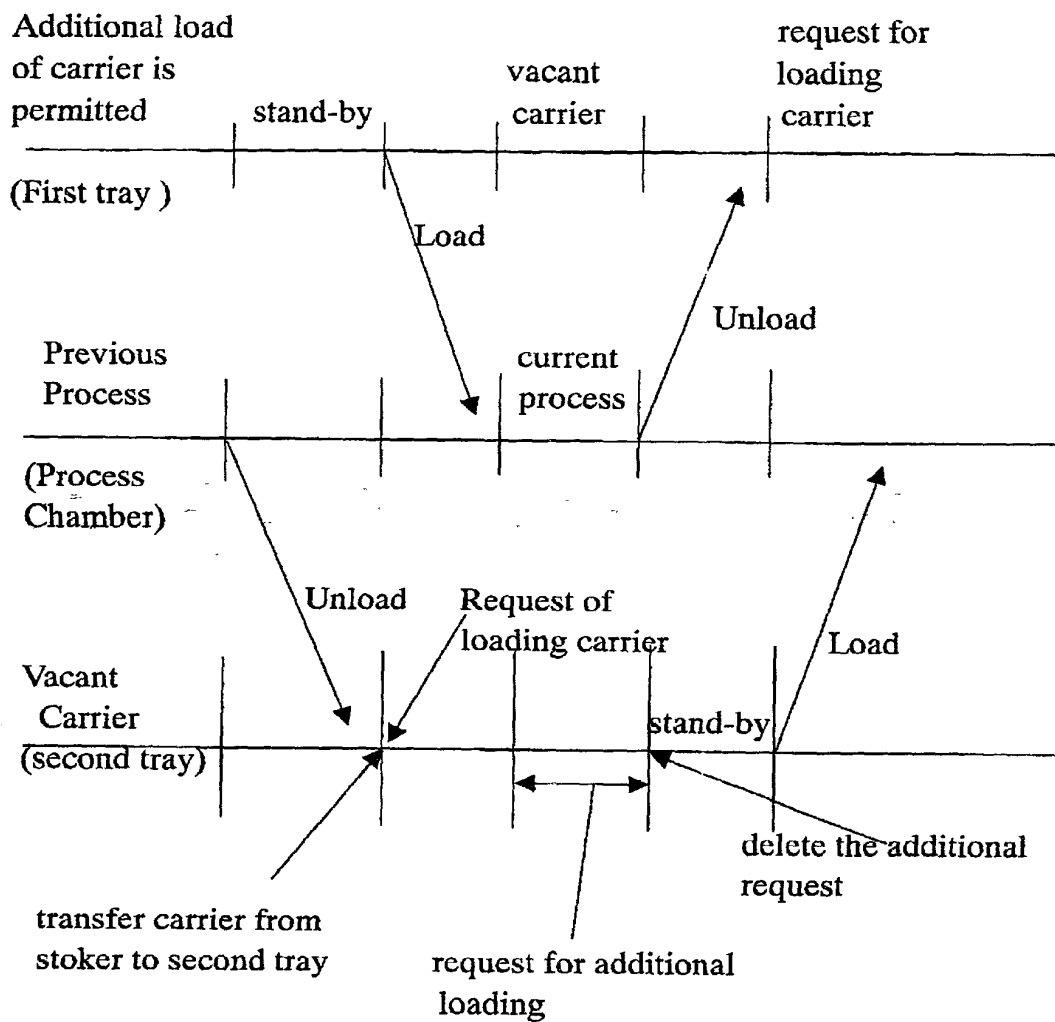 Additional load
of carrier is
permitted
stand-by
vacant
carrier
request for
loading
carrier
(First tray )
Load
Unload
Previous
Process
current
process
(Process
Chamber)
Unload
Request of
loading carrier
Load
Vacant
Carrier
(second tray)
stand-by
delete the additional
request
transfer carrier from
stoker to second tray
request for additional
loading